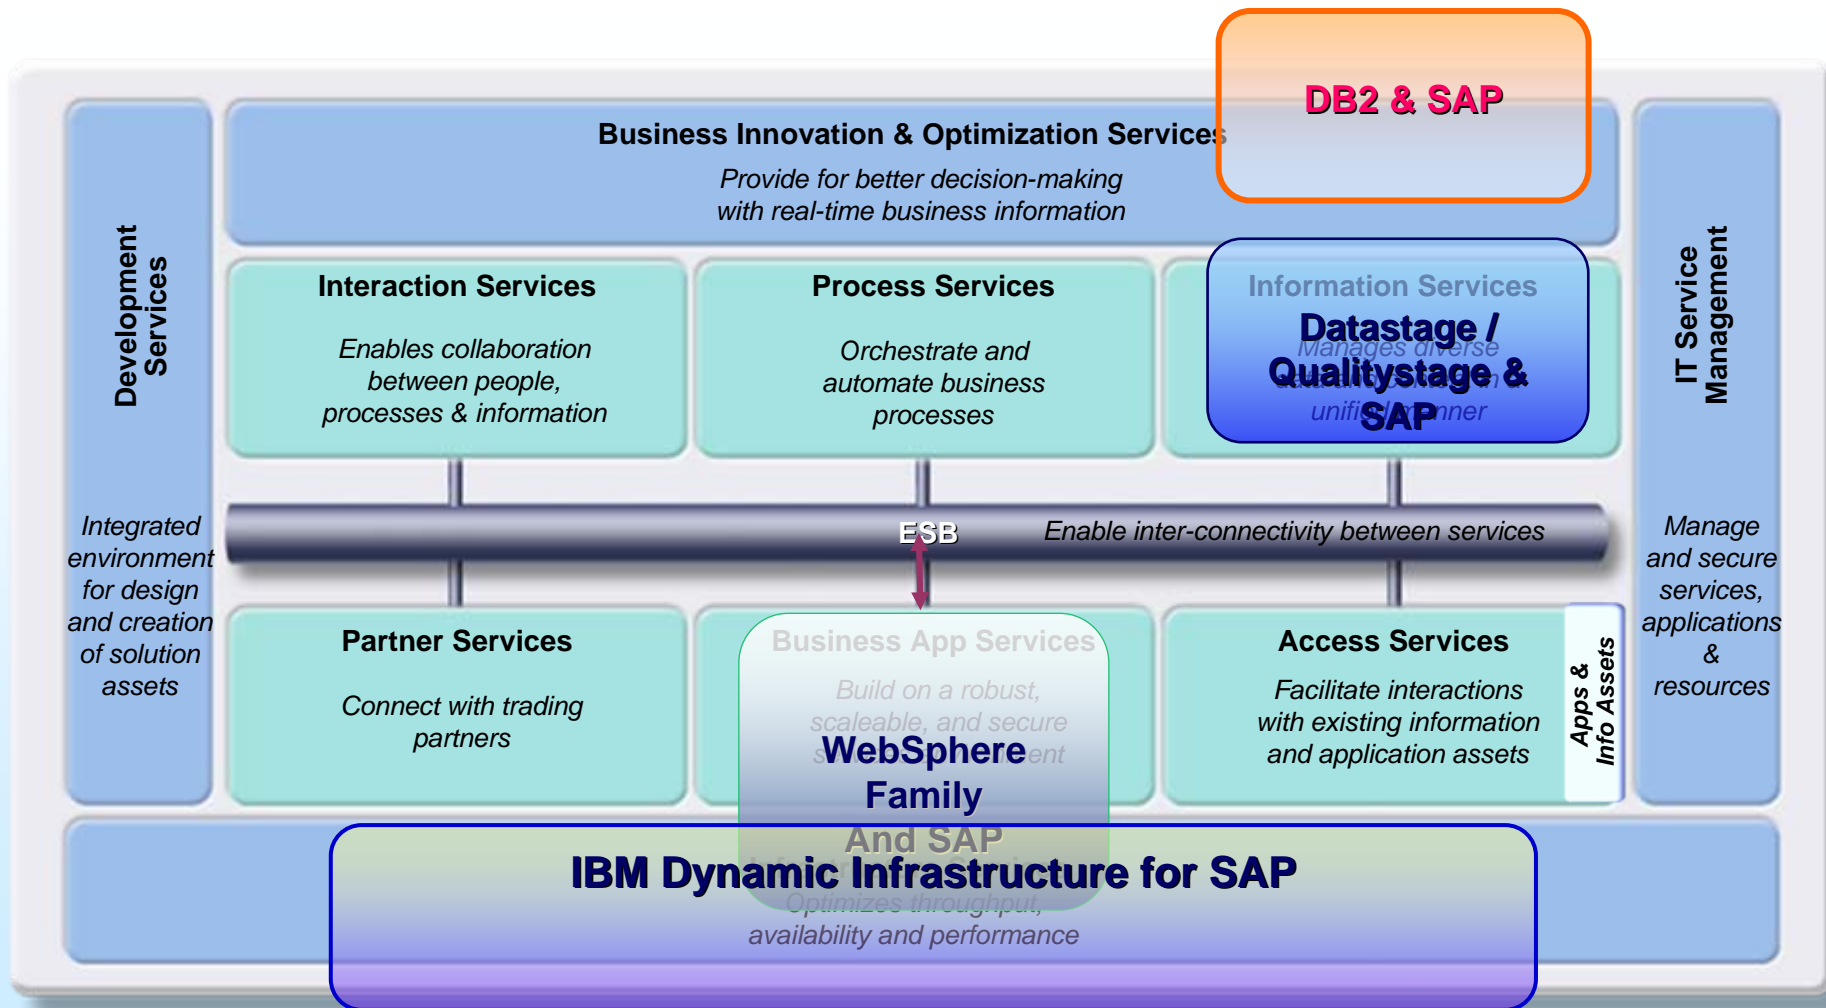 DB2 & SAP
Business Innovation & Optimization Services
Provide for better decision-making
with real-time business information
Development
Services
Integrated
environment
for design
and creation
of solution
assets
Interaction Services
Enables collaboration
between people,
processes & information
Process Services
Orchestrate and
automate business
processes
Information Services
Datastage /
Manages diverse
Qualitystage &
SAP
IT Service
Management
Manage
and secure
services,
applications
&
resources
ESB
Enable inter-connectivity between services
Partner Services
Connect with trading
partners
Business App Services
Build on a robust,
scaleable, and secure
WebSphere
Family
And SAP
Access Services
Facilitate interactions
with existing information
and application assets
Apps &
Info Assets
IBM Dynamic Infrastructure for SAP
Optimizes throughput,
availability and performance